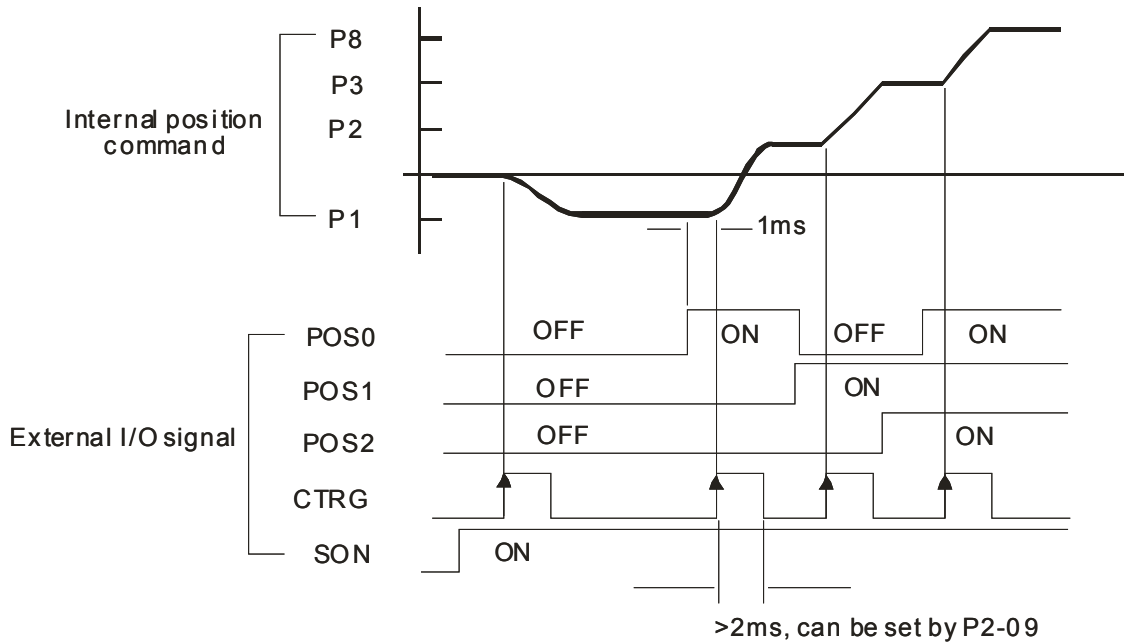 P8
P3
Internal position
command
P2
P1
1ms
POS0
OFF
ON
OFF
ON
POS1
OFF
ON
External I/O signal
POS2
OFF
ON
CTRG
SON
ON
>2ms, can be set by P2-09